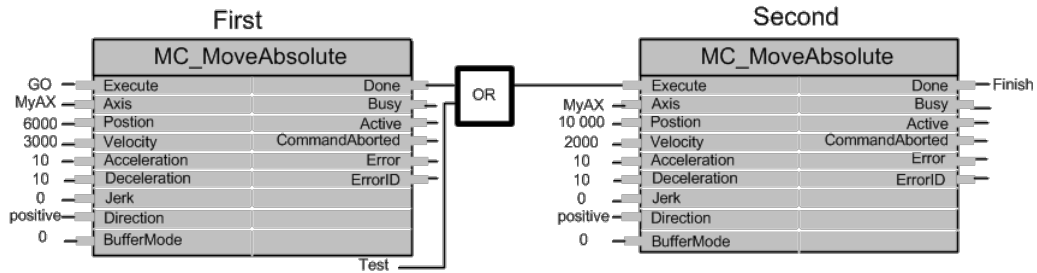 First
Second
MC_MoveAbsolute
MC_MoveAbsolute
GO Execute Done OR Execute Done Finish
MyAX Axis Busy MyAX Axis Busy
6000 Postion Active 10 000 Postion Active
3000 Velocity CommandAborted 2000 Velocity CommandAborted
10 Acceleration Error 10 Acceleration Error
10 Deceleration ErrorID 10 Deceleration ErrorID
0 Jerk 0 Jerk
positive Direction positive Direction
0 BufferMode 0 BufferMode
Test